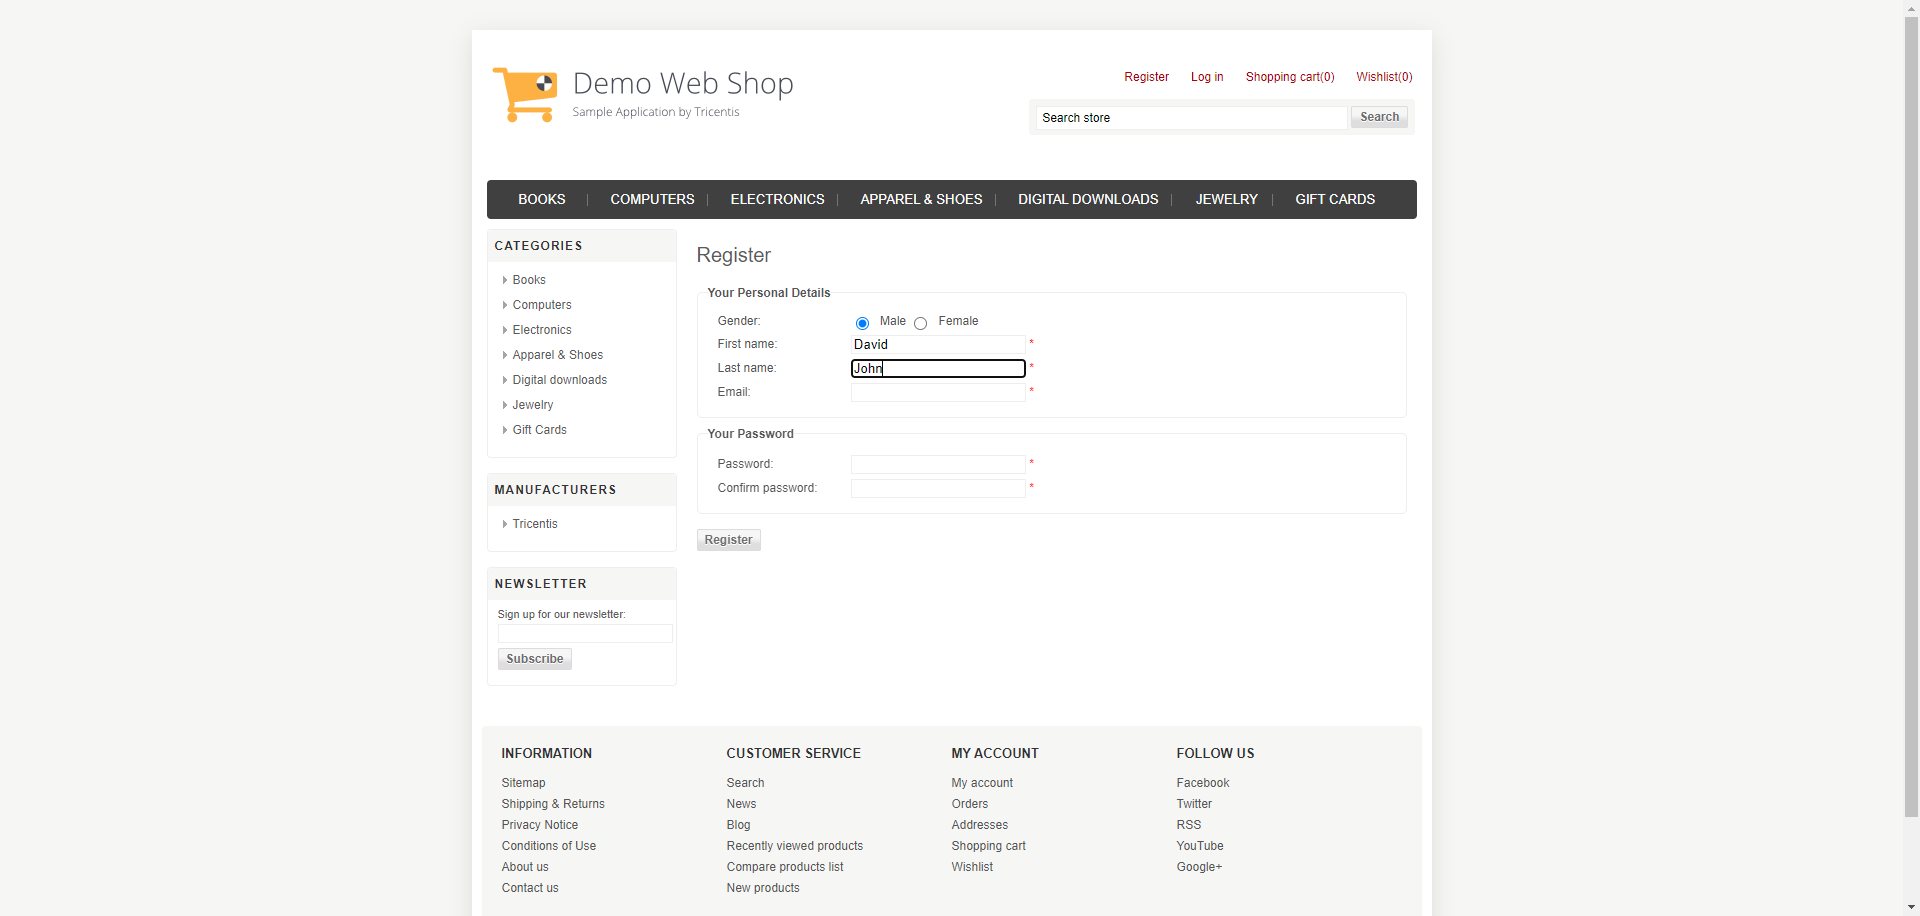 Demo Web Shop
Sample Application by Tricentis
Register Log in Shopping cart(0) Wishlist(0)
Search store Search
BOOKS COMPUTERS ELECTRONICS APPAREL & SHOES DIGITAL DOWNLOADS JEWELRY GIFT CARDS
CATEGORIES
Books
Computers
Electronics
Apparel & Shoes
Digital downloads
Jewelry
Gift Cards
MANUFACTURERS
Tricentis
NEWSLETTER
Sign up for our newsletter:
Subscribe
Register
Your Personal Details
Gender: Male Female
First name: David *
Last name: John *
Email: *
Your Password
Password: *
Confirm password: *
Register
INFORMATION
Sitemap
Shipping & Returns
Privacy Notice
Conditions of Use
About us
Contact us
CUSTOMER SERVICE
Search
News
Blog
Recently viewed products
Compare products list
New products
MY ACCOUNT
My account
Orders
Addresses
Shopping cart
Wishlist
FOLLOW US
Facebook
Twitter
RSS
YouTube
Google+